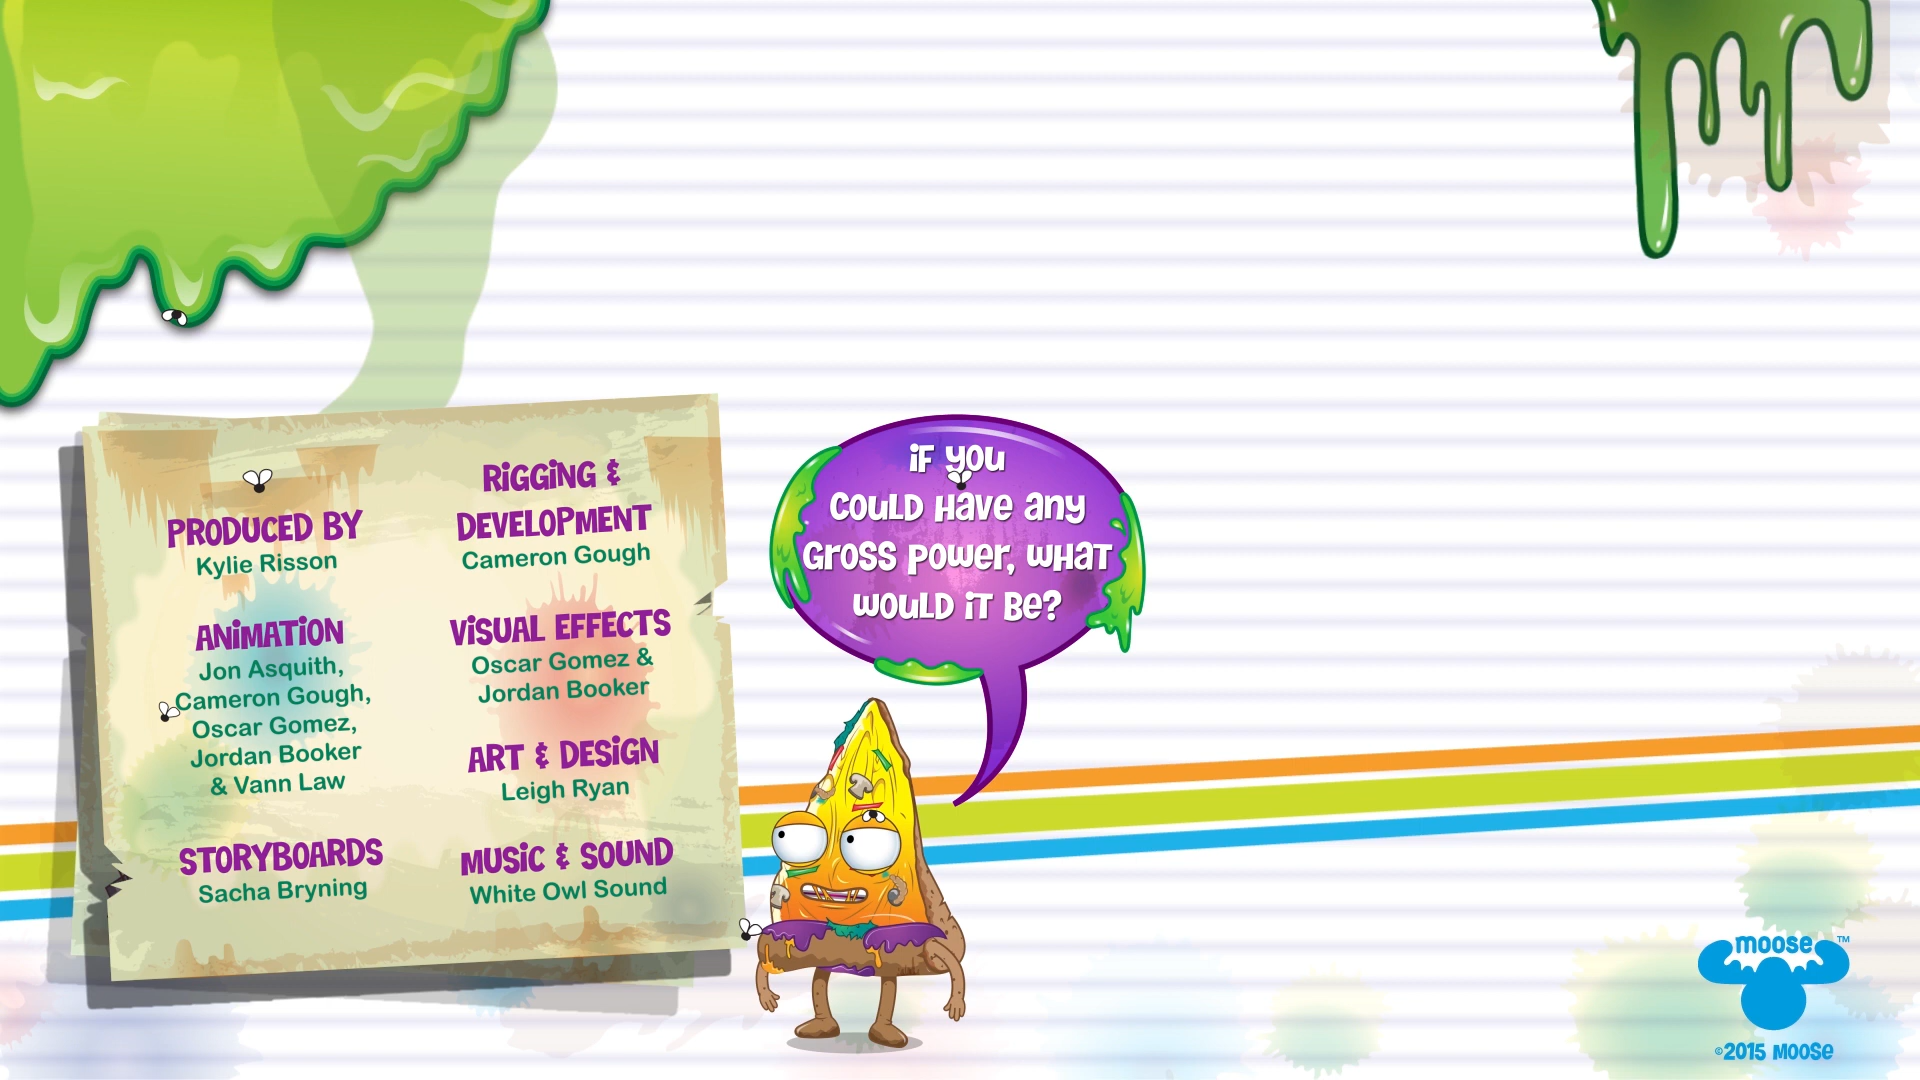 PRODUCED BY
Kylie Risson
ANiMATiON
Jon Asquith,
Cameron Gough,
Oscar Gomez,
Jordan Booker
& Vann Law
STORYBOARDS
Sacha Bryning
RiGGiNG &
DEVELOPMENT
Cameron Gough
ViSUAL EFFECTS
Oscar Gomez &
Jordan Booker
ART & DESiGN
Leigh Ryan
MUSiC & SOUND
White Owl Sound
iF you
COULD Have any
GROSS POWer, WHAT
WOULD iT Be?
moose™
©2015 MOOSe